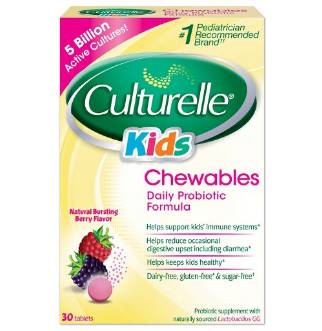 5 Billion
Active Cultures!
#1 Pediatrician
Recommended
Brand††
Culturelle®
Kids
Chewables
Daily Probiotic
Formula
Natural Bursting
Berry Flavor
Helps support kids' immune systems*
Helps reduce occasional
digestive upset including diarrhea*
Helps keeps kids healthy*
Dairy-free, gluten-free* & sugar-free†
30 tablets
Probiotic supplement with
naturally sourced Lactobacillus GG